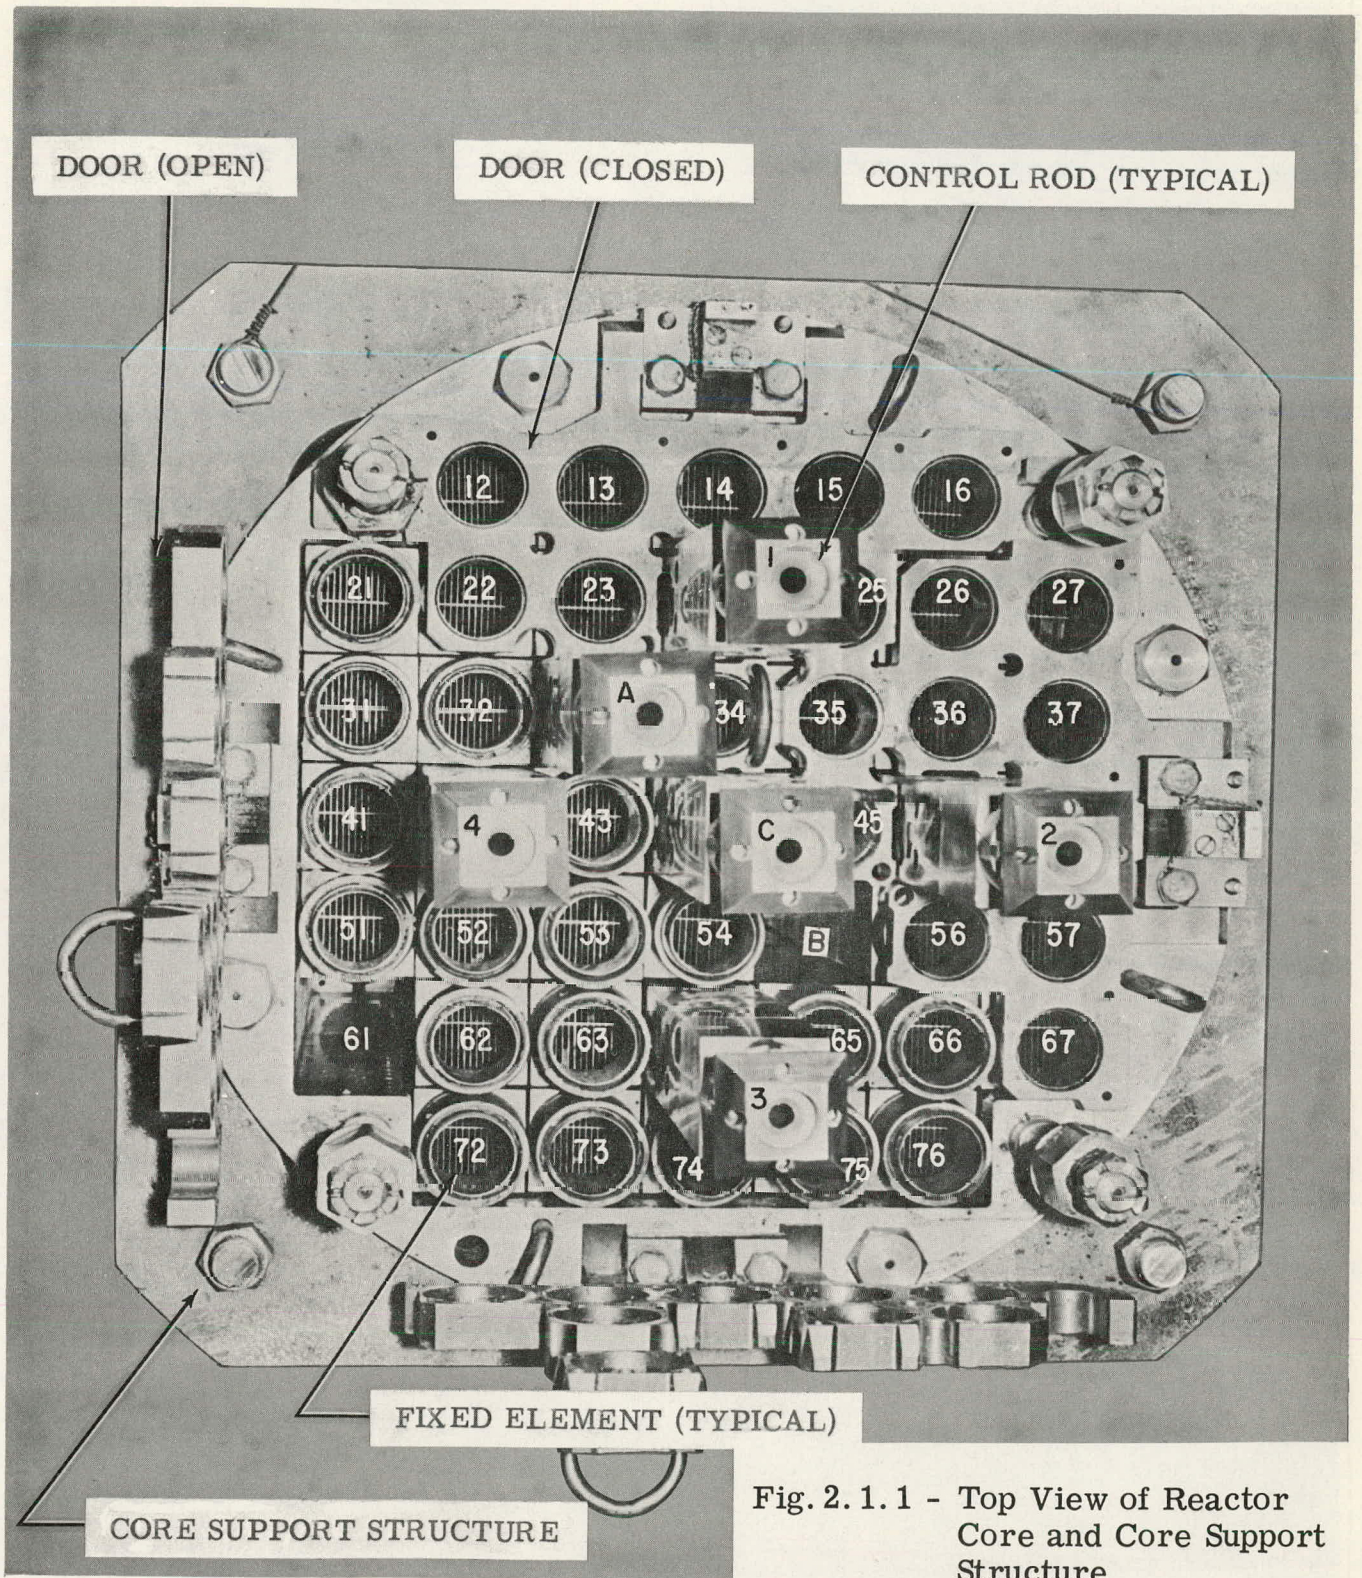 DOOR (OPEN)
DOOR (CLOSED)
CONTROL ROD (TYPICAL)
12 13 14 15 16
21 22 23 1 25 26 27
31 32 A 34 35 36 37
41 4 43 C 45 2
51 52 53 54 B 56 57
61 62 63 65 66 67
3
72 73 74 75 76
FIXED ELEMENT (TYPICAL)
CORE SUPPORT STRUCTURE
Fig. 2.1.1 - Top View of Reactor
Core and Core Support
Structure